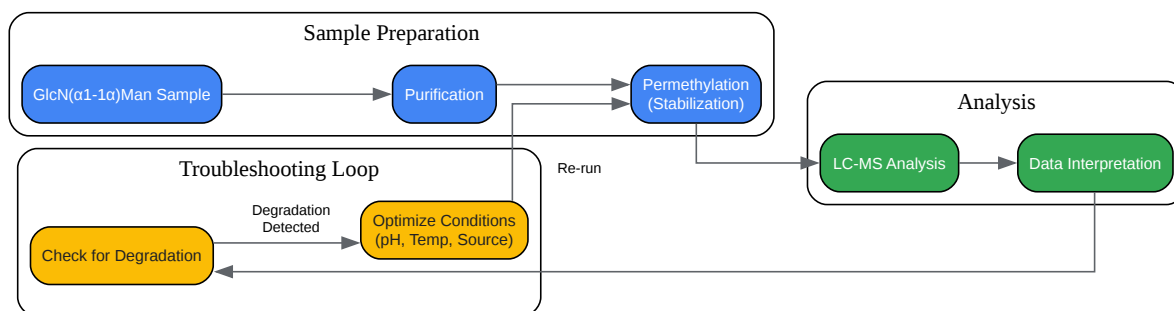 Sample Preparation
GlcN(α1-1α)Man Sample
Purification
Permethylation
(Stabilization)
Analysis
LC-MS Analysis
Data Interpretation
Troubleshooting Loop
Re-run
Degradation
Detected
Optimize Conditions
(pH, Temp, Source)
Check for Degradation